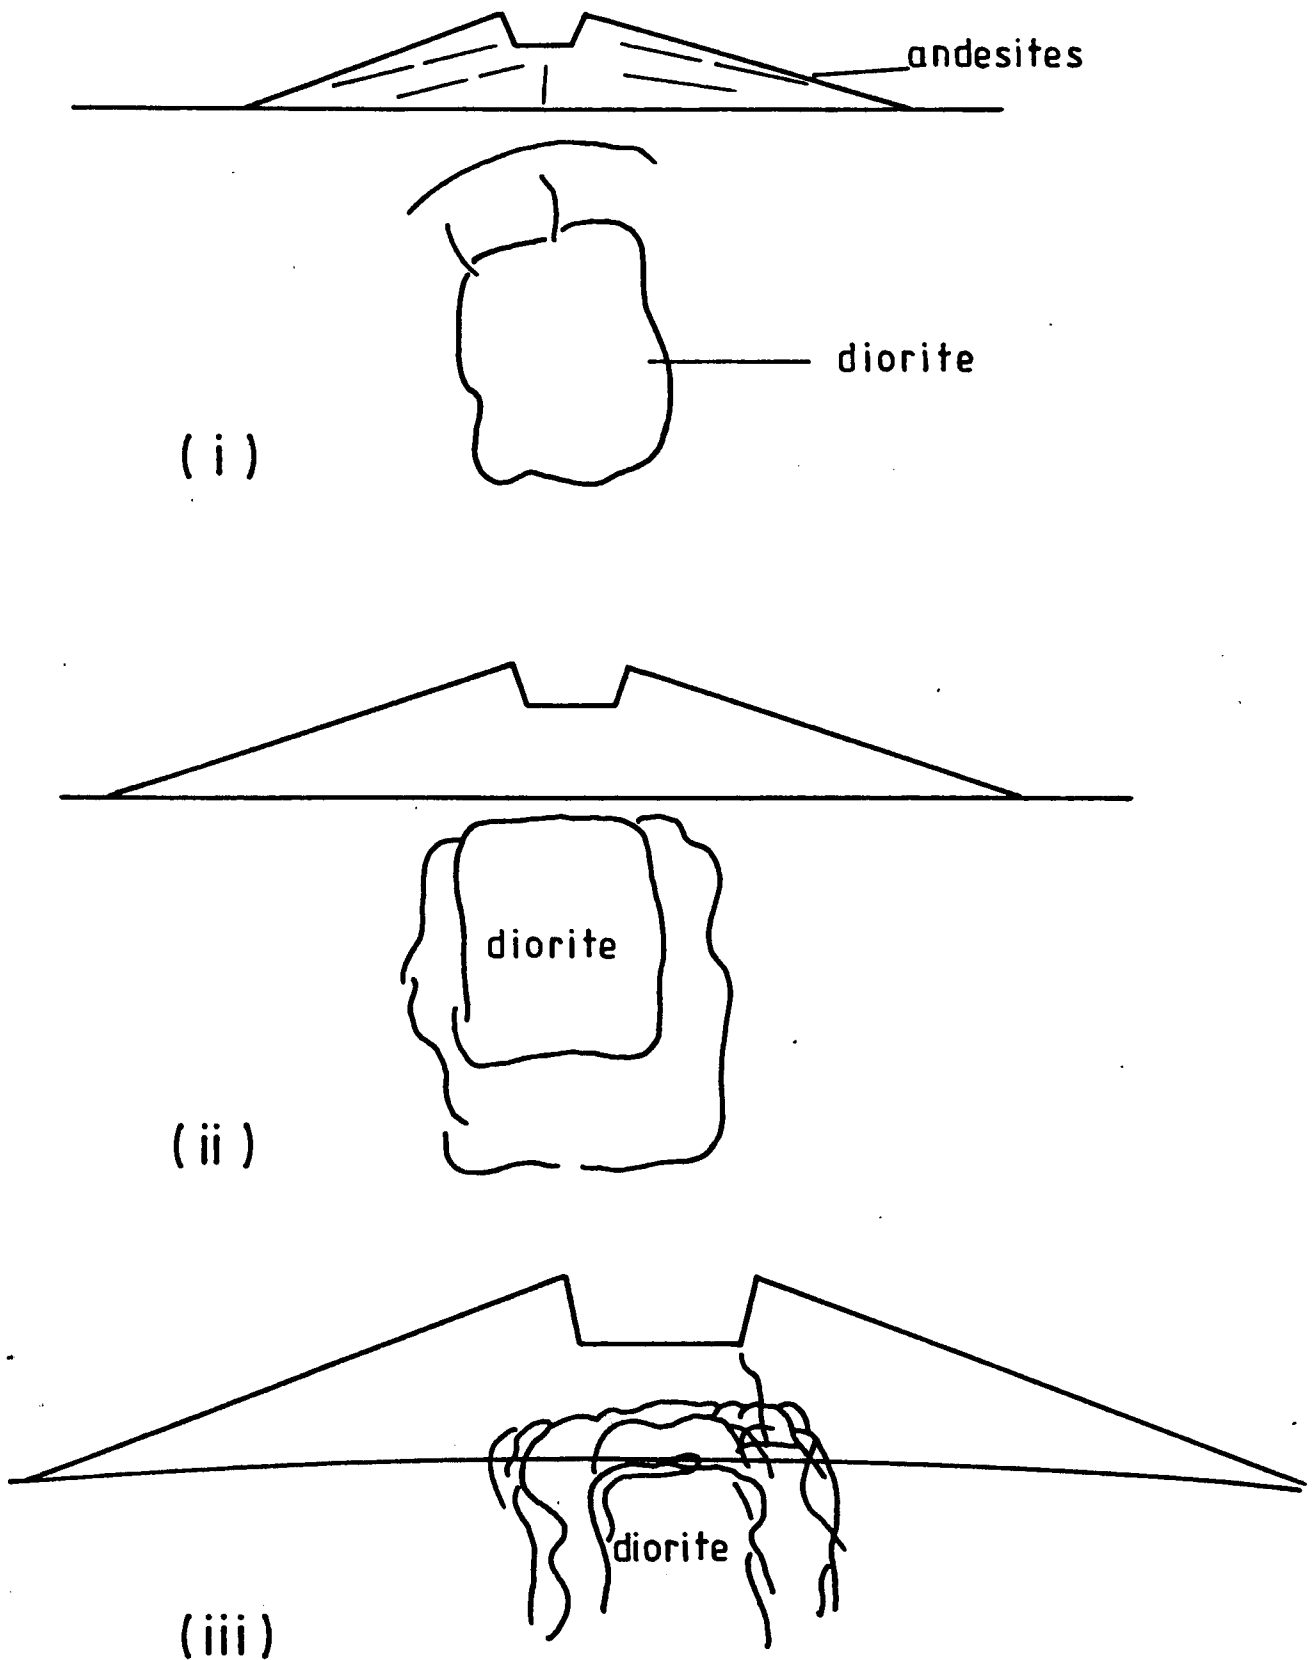 andesites
diorite
( i )
diorite
( ii )
diorite
( iii )